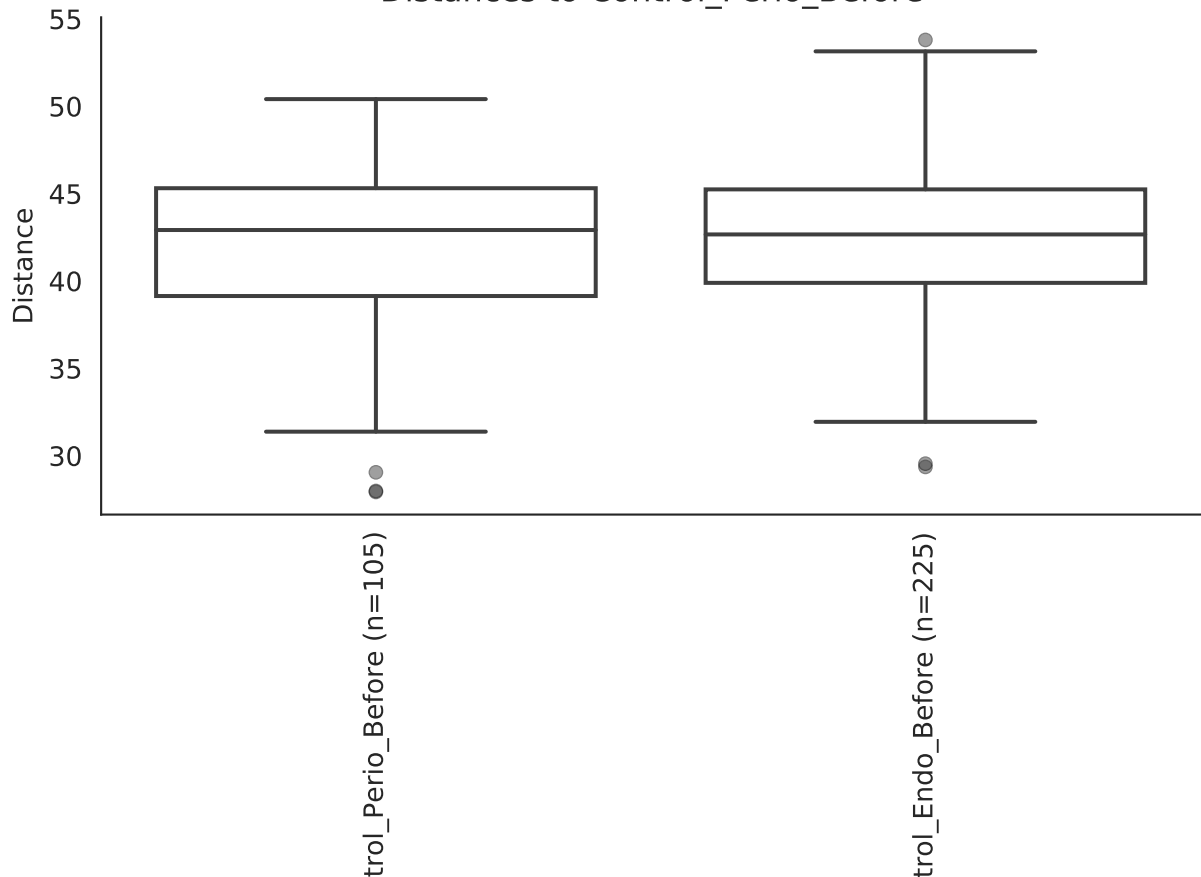 Distances to Control_Perio_Before
55
50
45
40
35
30
Distance
trol_Perio_Before (n=105)
trol_Endo_Before (n=225)